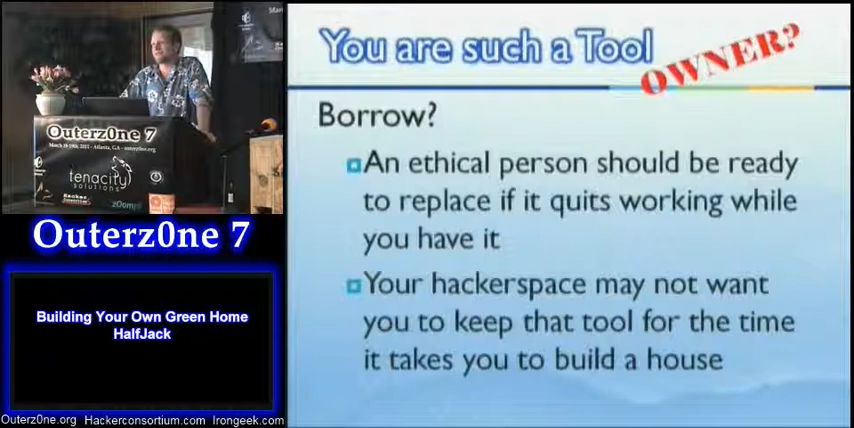 You are such a Tool
OWNER?
Borrow?
An ethical person should be ready
to replace if it quits working while
you have it
Your hackerspace may not want
you to keep that tool for the time
it takes you to build a house
Outerz0ne 7
tenacity
solutions
zOomy
Outerz0ne 7
Building Your Own Green Home
HalfJack
Outerz0ne.org Hackerconsortium.com Irongeek.com